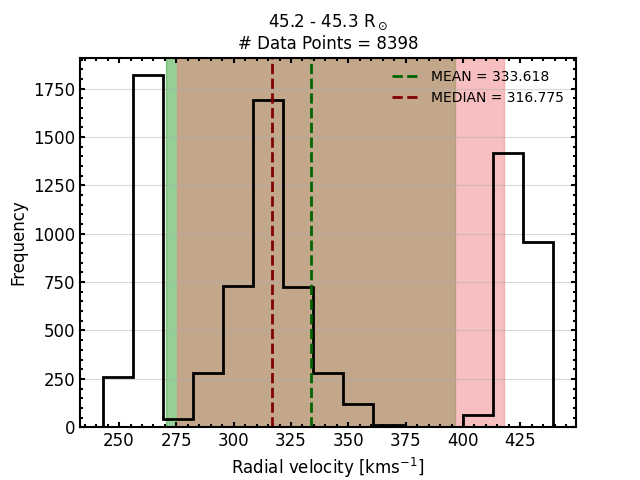 45.2 - 45.3 R⊙
# Data Points = 8398
MEAN = 333.618
MEDIAN = 316.775
Frequency
1750
1500
1250
1000
750
500
250
0
250 275 300 325 350 375 400 425
Radial velocity [kms⁻¹]